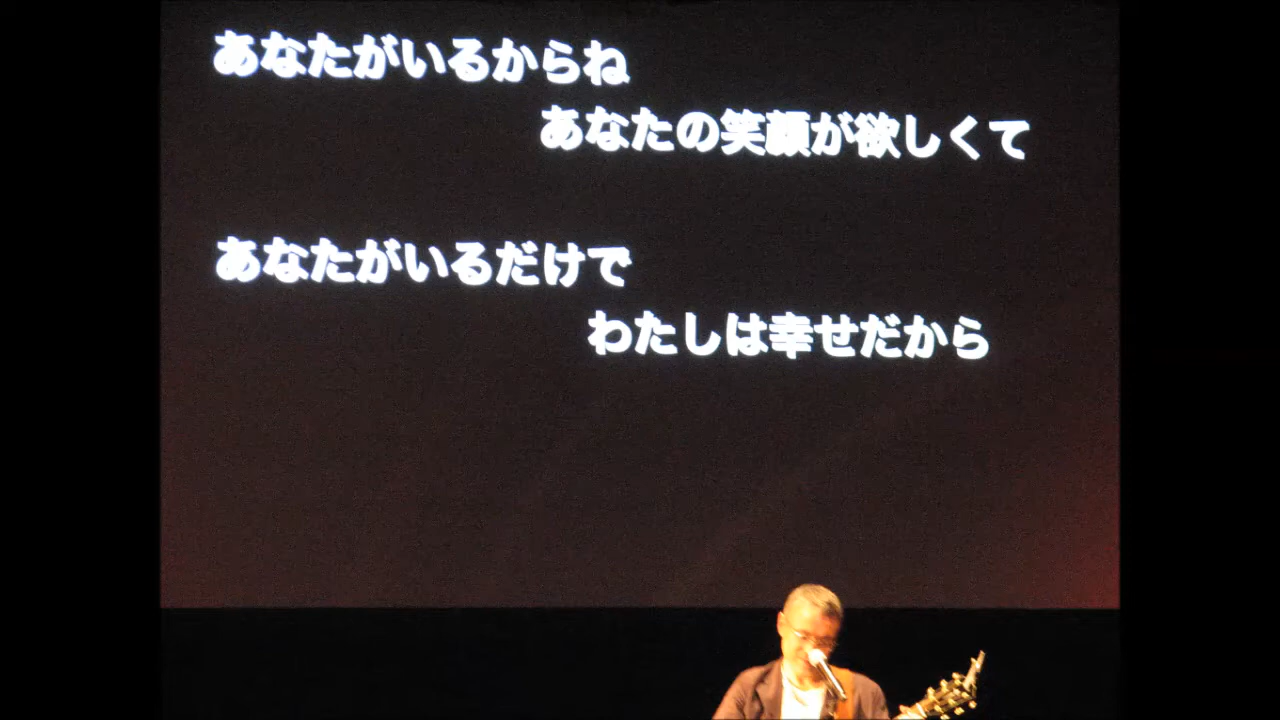 あなたがいるからね
あなたの笑顔が欲しくて
あなたがいるだけで
わたしは幸せだから